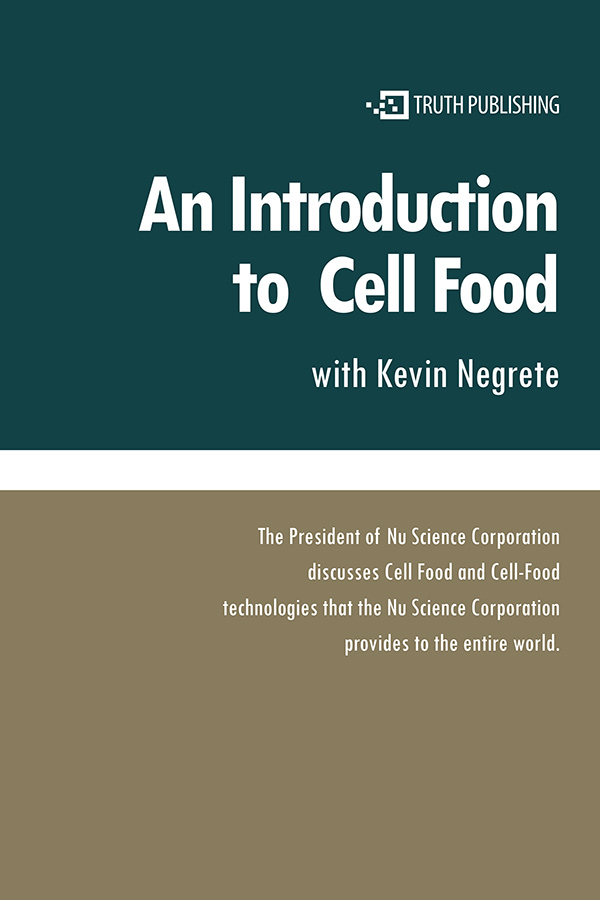 TRUTH PUBLISHING
An Introduction
to Cell Food
with Kevin Negrete
The President of Nu Science Corporation
discusses Cell Food and Cell-Food
technologies that the Nu Science Corporation
provides to the entire world.